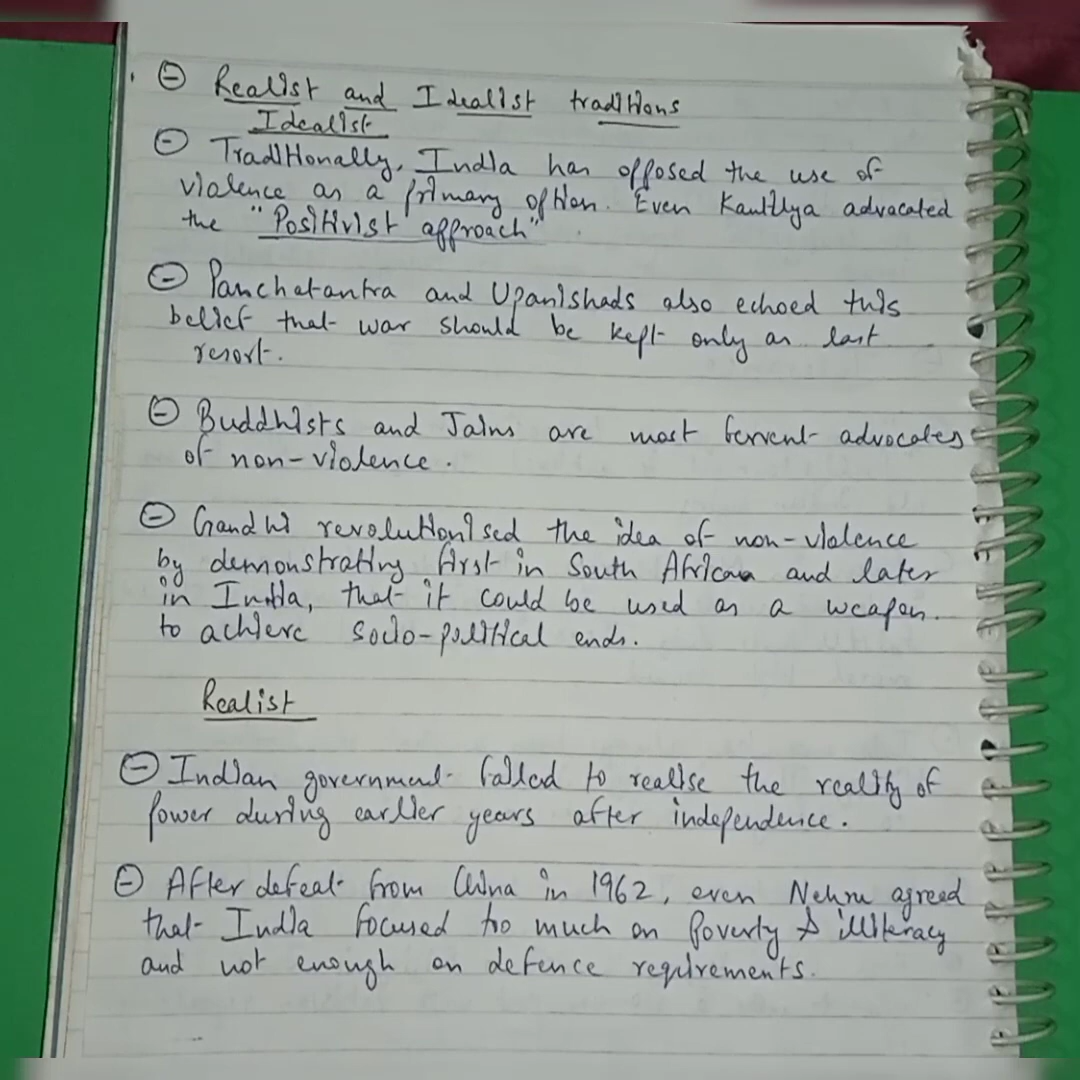 ⊖ Realist and Idealist traditions
Idealist
⊖ Traditionally, India has opposed the use of
violence as a primary option. Even Kautilya advocated
the "Positivist approach".
⊖ Panchatantra and Upanishads also echoed this
belief that war should be kept only as last
resort.
⊖ Buddhists and Jains are most fervent advocates
of non-violence.
⊖ Gandhi revolutionised the idea of non-violence
by demonstrating first in South African and later
in India, that it could be used as a weapon
to achieve socio-political ends.
Realist
⊖ Indian government failed to realise the reality of
power during earlier years after independence.
⊖ After defeat from China in 1962, even Nehru agreed
that India focused too much on poverty & illiteracy
and not enough on defence requirements.